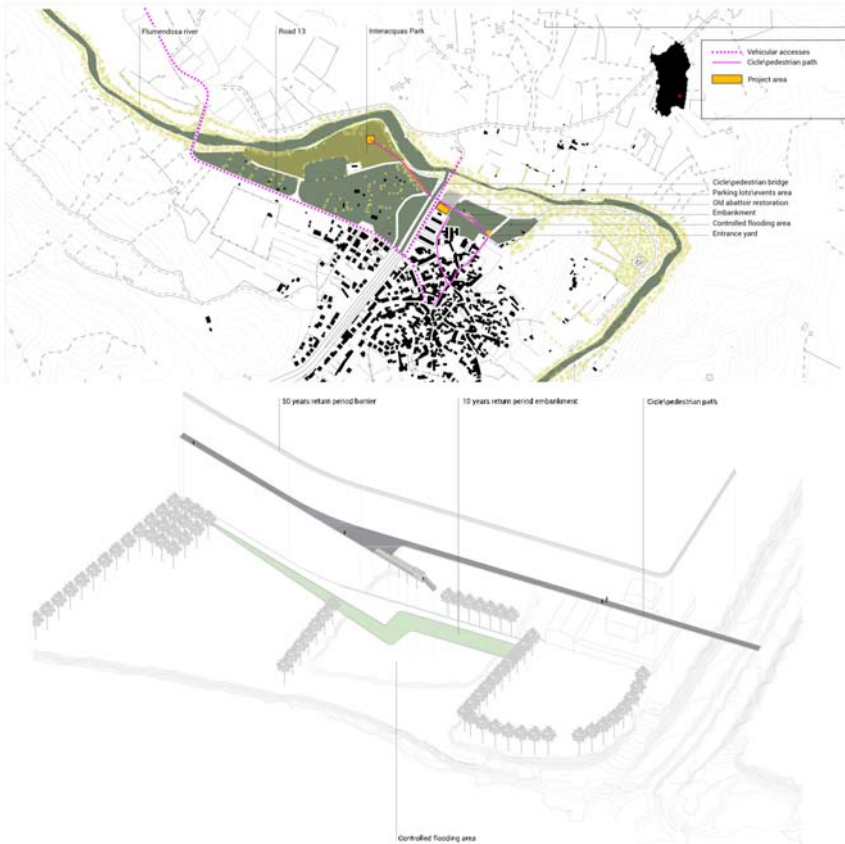 Flumendosa river
Road 13
Interacquas Park
Vehicular accesses
Cicle\pedestrian path
Project area
Cicle\pedestrian bridge
Parking lots\events area
Old abattoir restoration
Embankment
Controlled flooding area
Entrance yard
50 years return period barrier
10 years return period embankment
Cicle\pedestrian path
Controlled flooding area